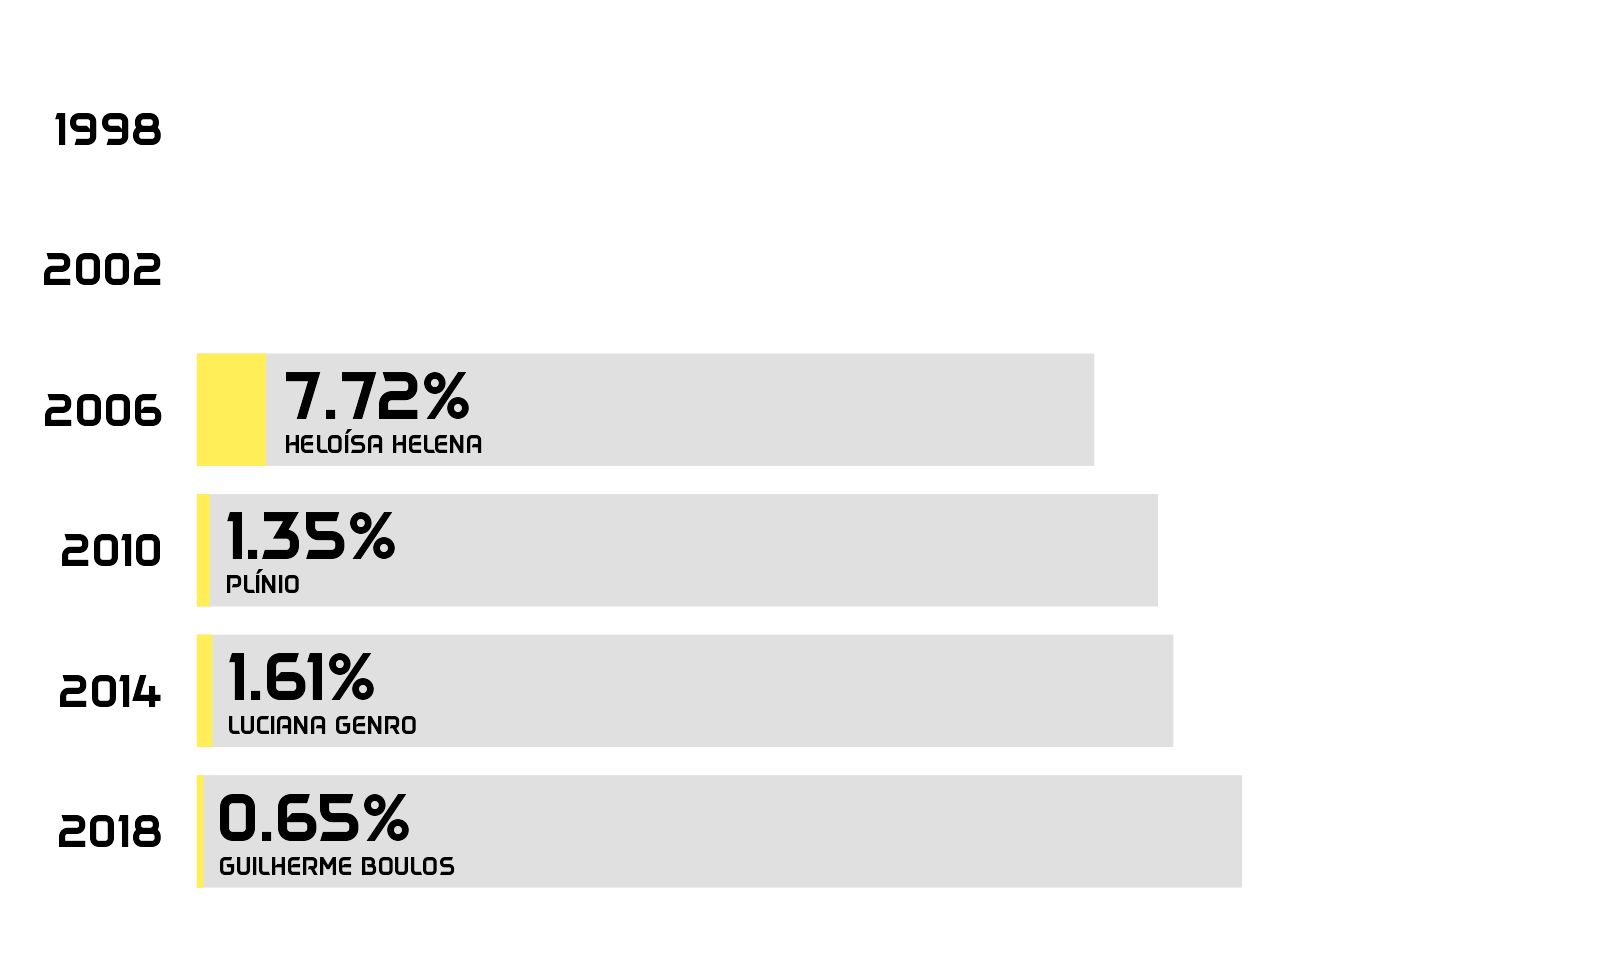 1998
2002
2006
7.72%
HELOÍSA HELENA
2010
1.35%
PLÍNIO
2014
1.61%
LUCIANA GENRO
2018
0.65%
GUILHERME BOULOS